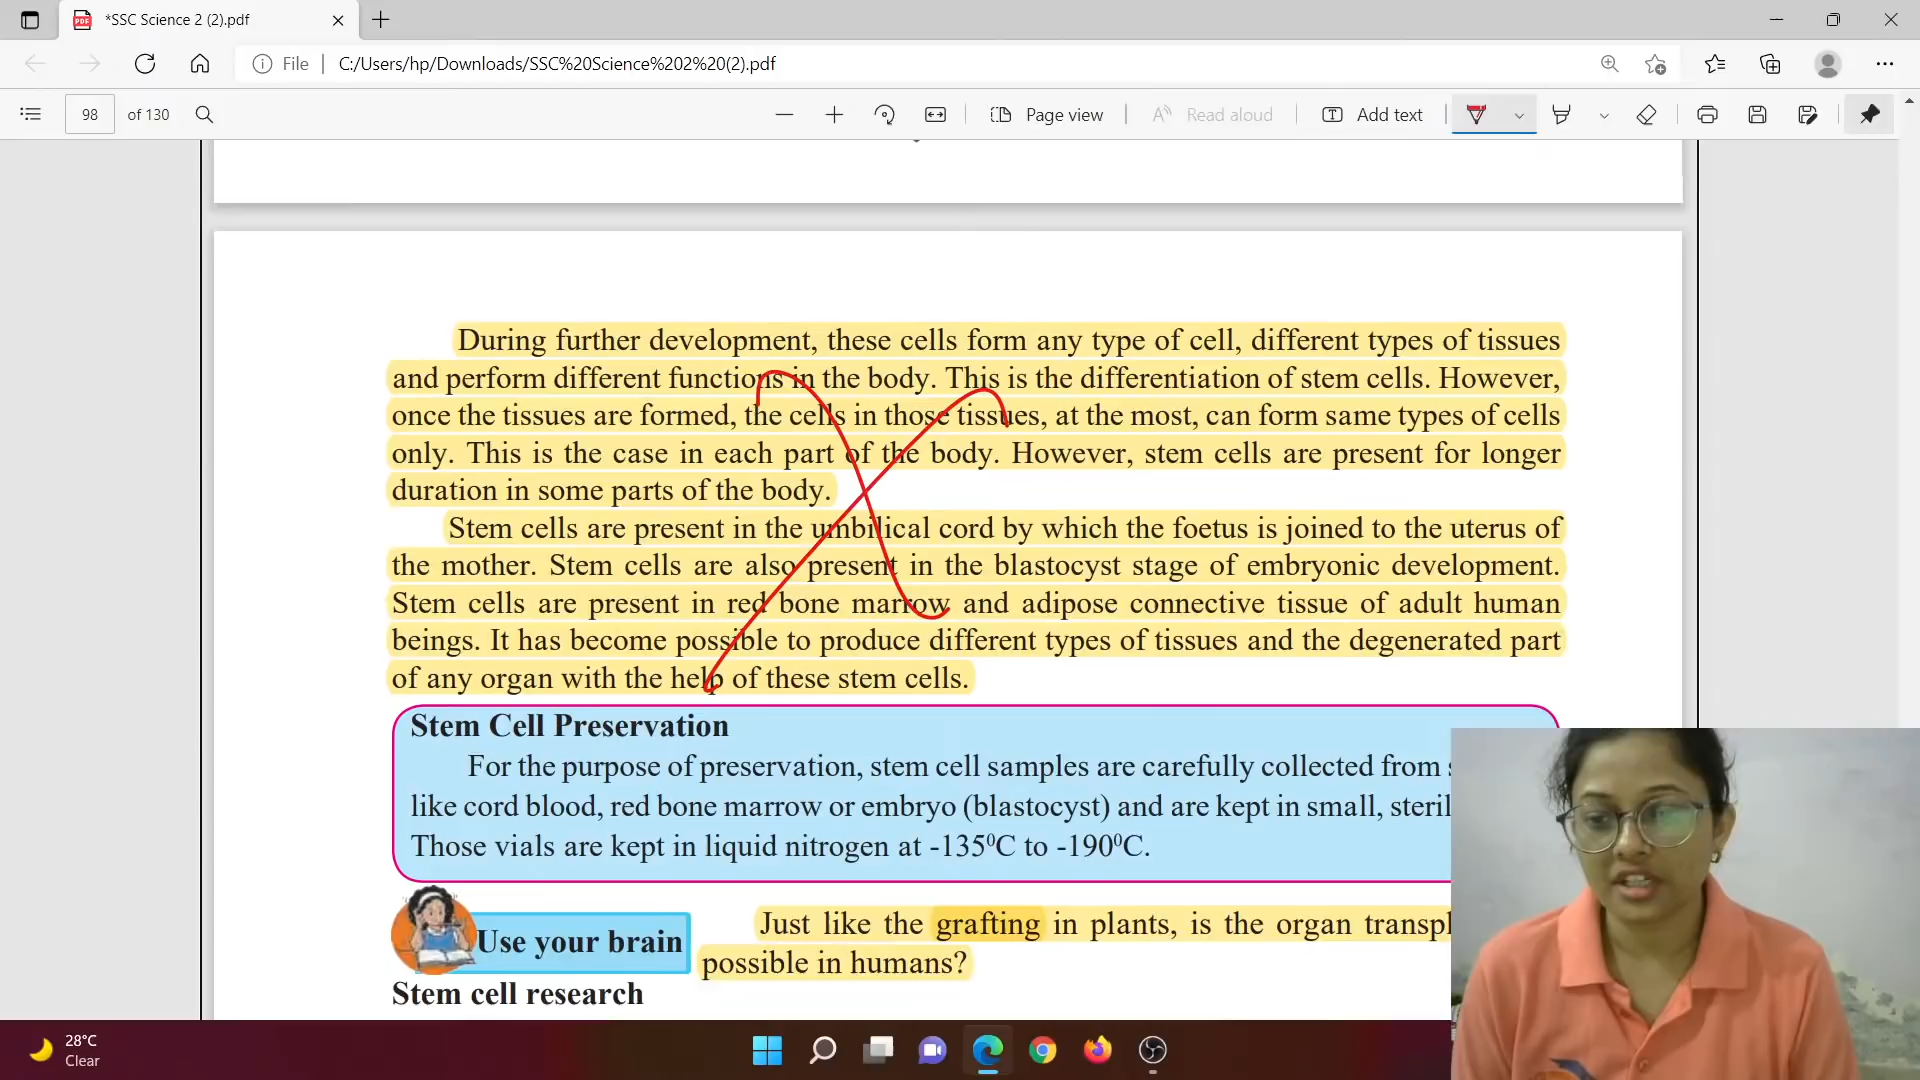 *SSC Science 2 (2).pdf
File
C:/Users/hp/Downloads/SSC%20Science%202%20(2).pdf
98 of 130
Page view
Read aloud
Add text
During further development, these cells form any type of cell, different types of tissues
and perform different functions in the body. This is the differentiation of stem cells. However,
once the tissues are formed, the cells in those tissues, at the most, can form same types of cells
only. This is the case in each part of the body. However, stem cells are present for longer
duration in some parts of the body.
Stem cells are present in the umbilical cord by which the foetus is joined to the uterus of
the mother. Stem cells are also present in the blastocyst stage of embryonic development.
Stem cells are present in red bone marrow and adipose connective tissue of adult human
beings. It has become possible to produce different types of tissues and the degenerated part
of any organ with the help of these stem cells.
Stem Cell Preservation
For the purpose of preservation, stem cell samples are carefully collected from
like cord blood, red bone marrow or embryo (blastocyst) and are kept in small,
Those vials are kept in liquid nitrogen at -135⁰C to -190⁰C.
Use your brain
Just like the grafting in plants, is the organ
possible in humans?
Stem cell research
28°C
Clear